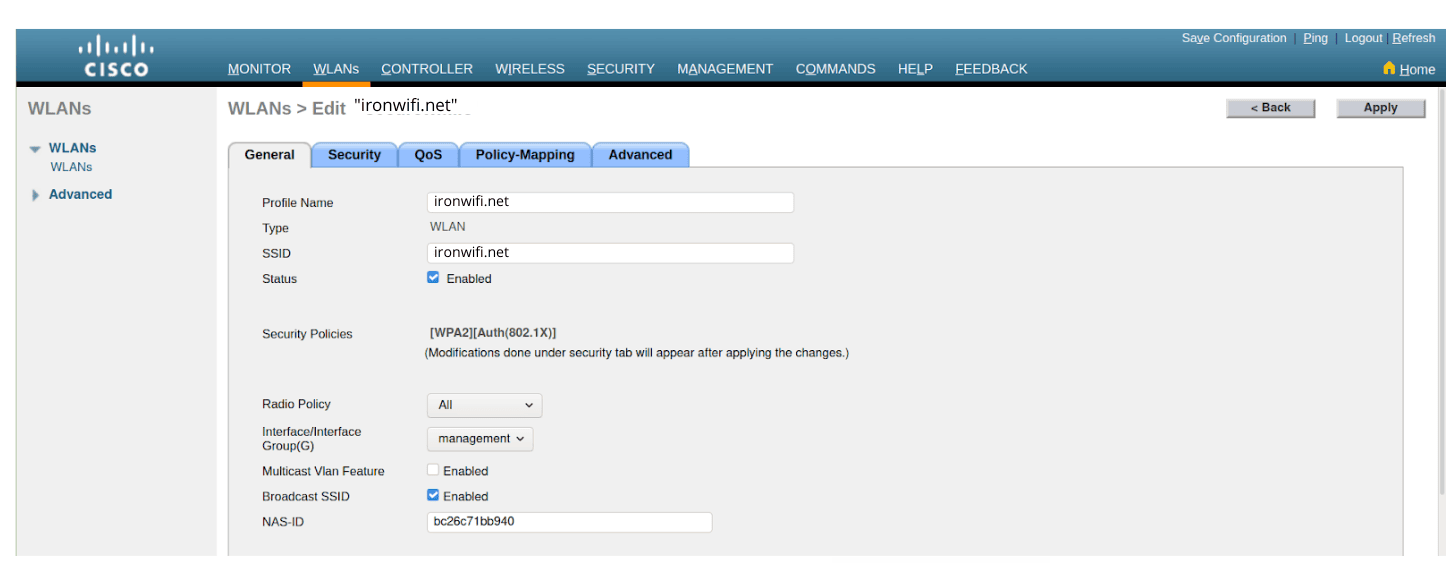 Save Configuration | Ping | Logout | Refresh
CISCO
MONITOR WLANs CONTROLLER WIRELESS SECURITY MANAGEMENT COMMANDS HELP FEEDBACK
Home
WLANs
WLANs > Edit "ironwifi.net"
< Back
Apply
WLANs
WLANs
Advanced
General Security QoS Policy-Mapping Advanced
Profile Name ironwifi.net
Type WLAN
SSID ironwifi.net
Status Enabled
Security Policies [WPA2][Auth(802.1X)]
(Modifications done under security tab will appear after applying the changes.)
Radio Policy All
Interface/Interface
Group(G) management
Multicast Vlan Feature Enabled
Broadcast SSID Enabled
NAS-ID bc26c71bb940